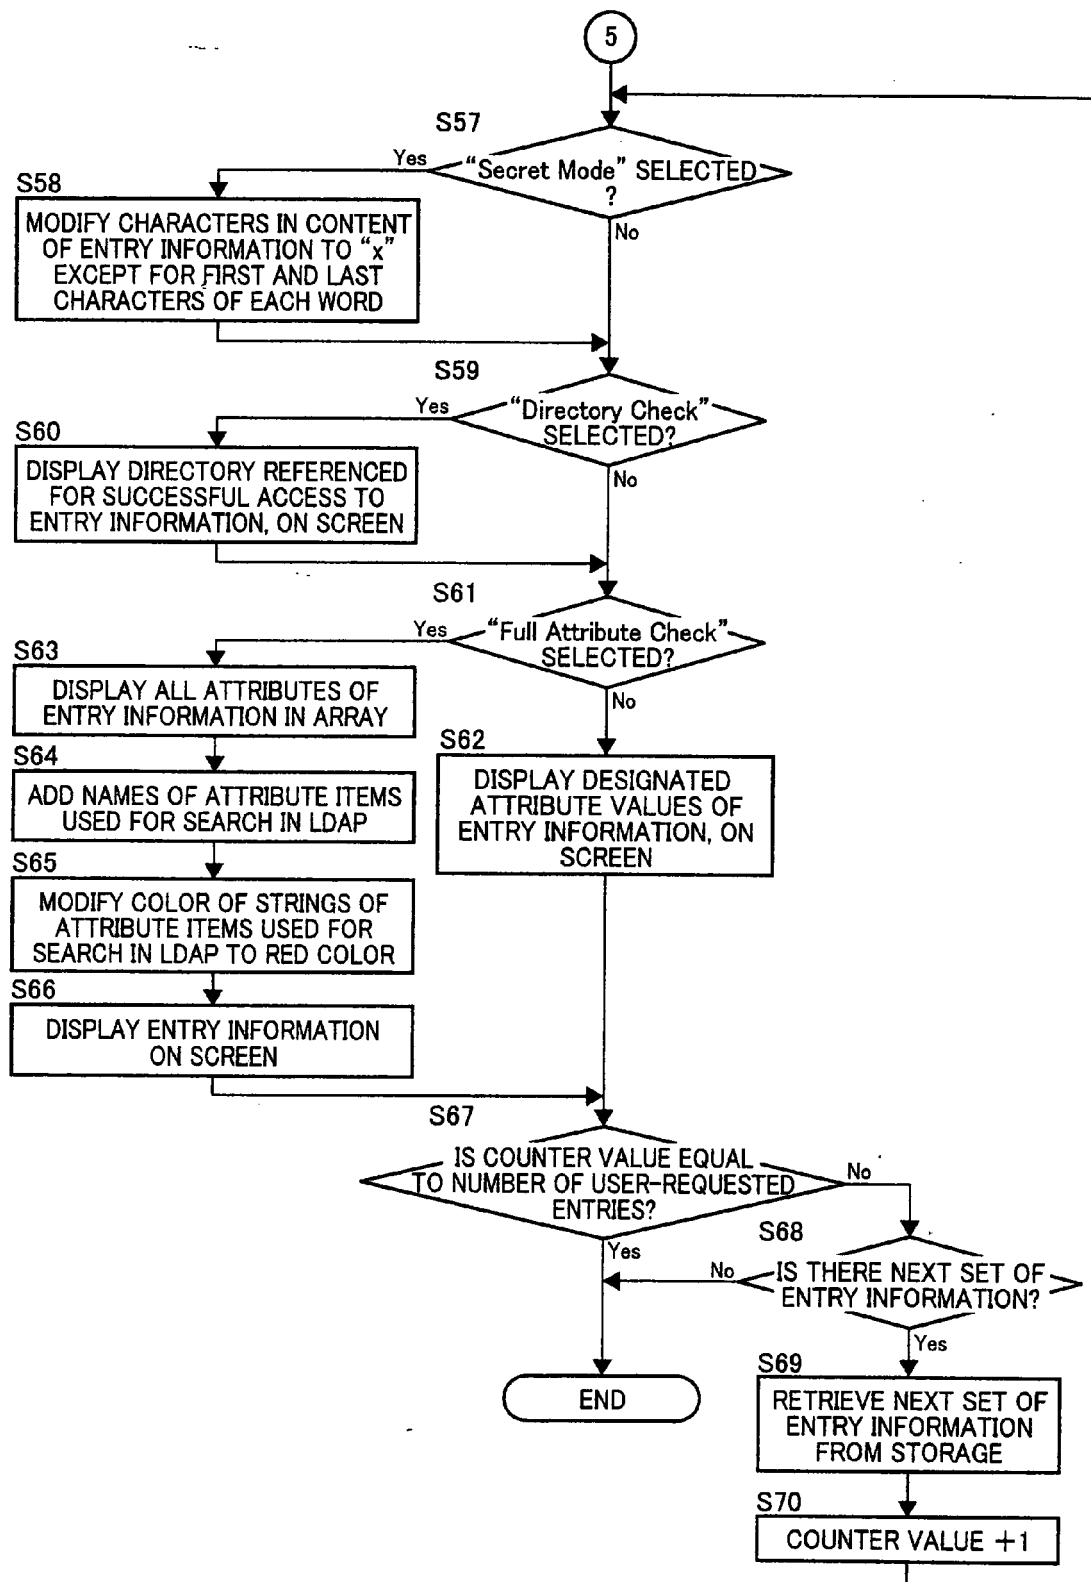 5
S57
Yes
"Secret Mode" SELECTED
?
No
S58
MODIFY CHARACTERS IN CONTENT
OF ENTRY INFORMATION TO "x"
EXCEPT FOR FIRST AND LAST
CHARACTERS OF EACH WORD
S59
Yes
"Directory Check"
SELECTED?
No
S60
DISPLAY DIRECTORY REFERENCED
FOR SUCCESSFUL ACCESS TO
ENTRY INFORMATION, ON SCREEN
S61
Yes
"Full Attribute Check"
SELECTED?
No
S63
DISPLAY ALL ATTRIBUTES OF
ENTRY INFORMATION IN ARRAY
S64
ADD NAMES OF ATTRIBUTE ITEMS
USED FOR SEARCH IN LDAP
S65
MODIFY COLOR OF STRINGS OF
ATTRIBUTE ITEMS USED FOR
SEARCH IN LDAP TO RED COLOR
S66
DISPLAY ENTRY INFORMATION
ON SCREEN
S62
DISPLAY DESIGNATED
ATTRIBUTE VALUES OF
ENTRY INFORMATION, ON
SCREEN
S67
IS COUNTER VALUE EQUAL
TO NUMBER OF USER-REQUESTED
ENTRIES?
No
Yes
S68
No
IS THERE NEXT SET OF
ENTRY INFORMATION?
Yes
END
S69
RETRIEVE NEXT SET OF
ENTRY INFORMATION
FROM STORAGE
S70
COUNTER VALUE +1